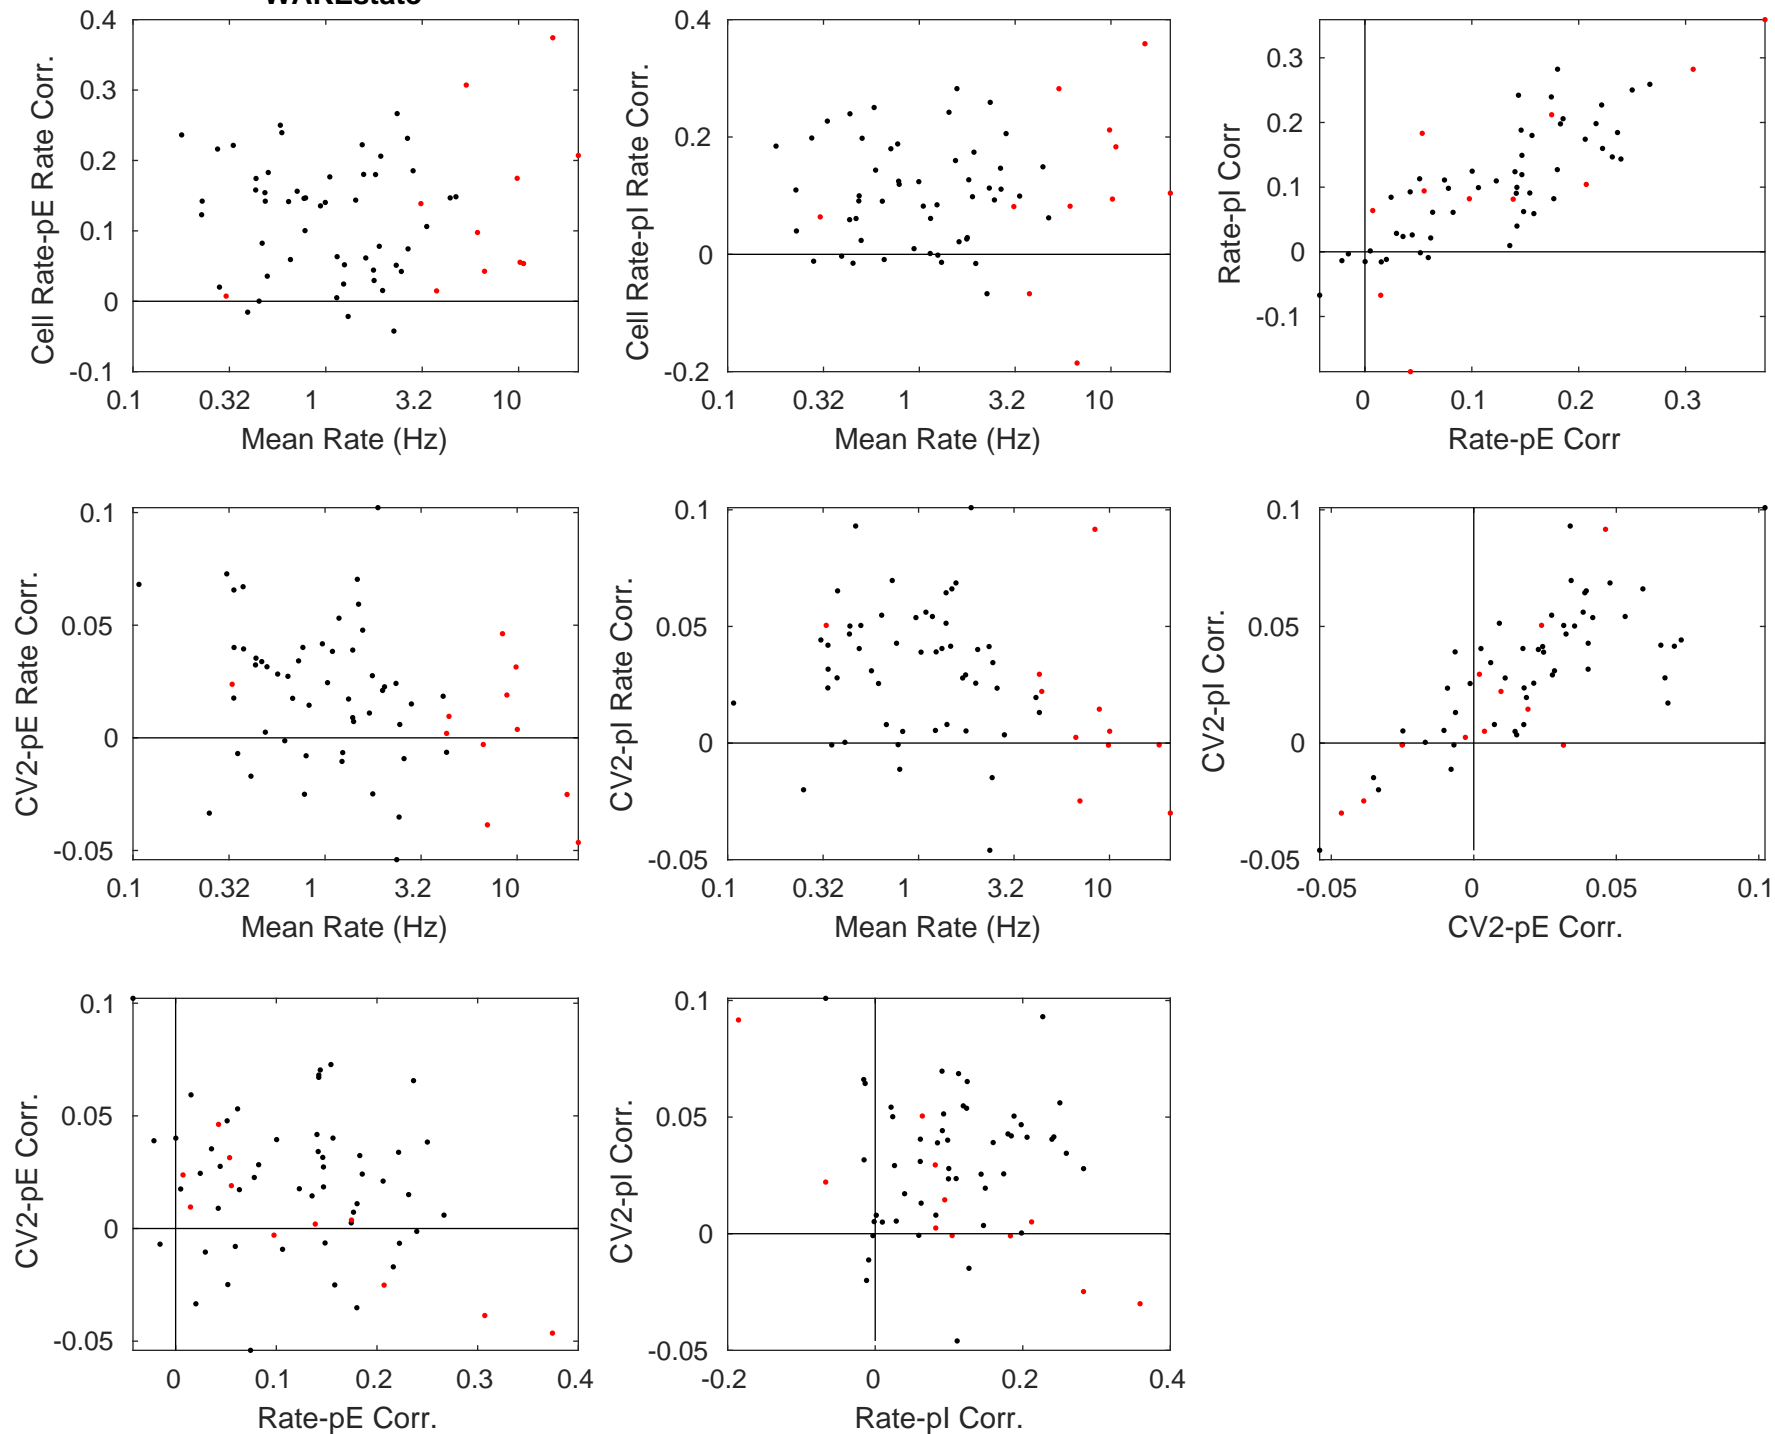 WAKEstate
0.4
0.3
0.2
0.1
0
-0.1
Cell Rate-pE Rate Corr.
0.1 0.32 1 3.2 10
Mean Rate (Hz)
0.4
0.2
0
-0.2
Cell Rate-pI Rate Corr.
0.1 0.32 1 3.2 10
Mean Rate (Hz)
0.3
0.2
0.1
0
-0.1
Rate-pI Corr
0 0.1 0.2 0.3
Rate-pE Corr
0.1
0.05
0
-0.05
CV2-pE Rate Corr.
0.1 0.32 1 3.2 10
Mean Rate (Hz)
0.1
0.05
0
-0.05
CV2-pI Rate Corr.
0.1 0.32 1 3.2 10
Mean Rate (Hz)
0.1
0.05
0
-0.05
CV2-pI Corr.
-0.05 0 0.05 0.1
CV2-pE Corr.
0.1
0.05
0
-0.05
CV2-pE Corr.
0 0.1 0.2 0.3 0.4
Rate-pE Corr.
0.1
0.05
0
-0.05
CV2-pI Corr.
-0.2 0 0.2 0.4
Rate-pI Corr.